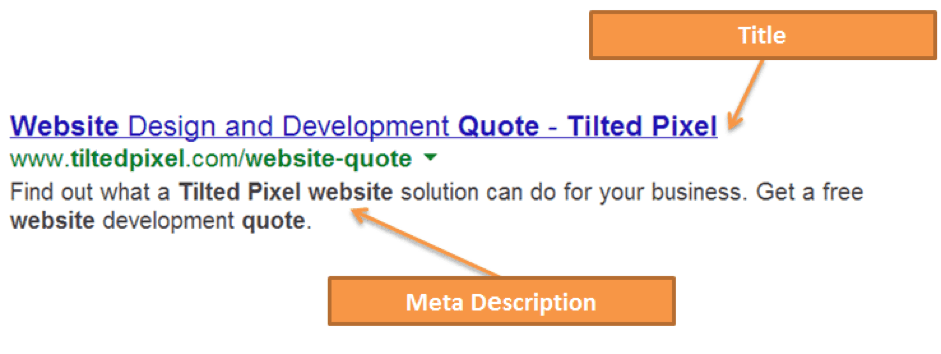 Title
Website Design and Development Quote - Tilted Pixel
www.tiltedpixel.com/website-quote
Find out what a Tilted Pixel website solution can do for your business. Get a free
website development quote.
Meta Description